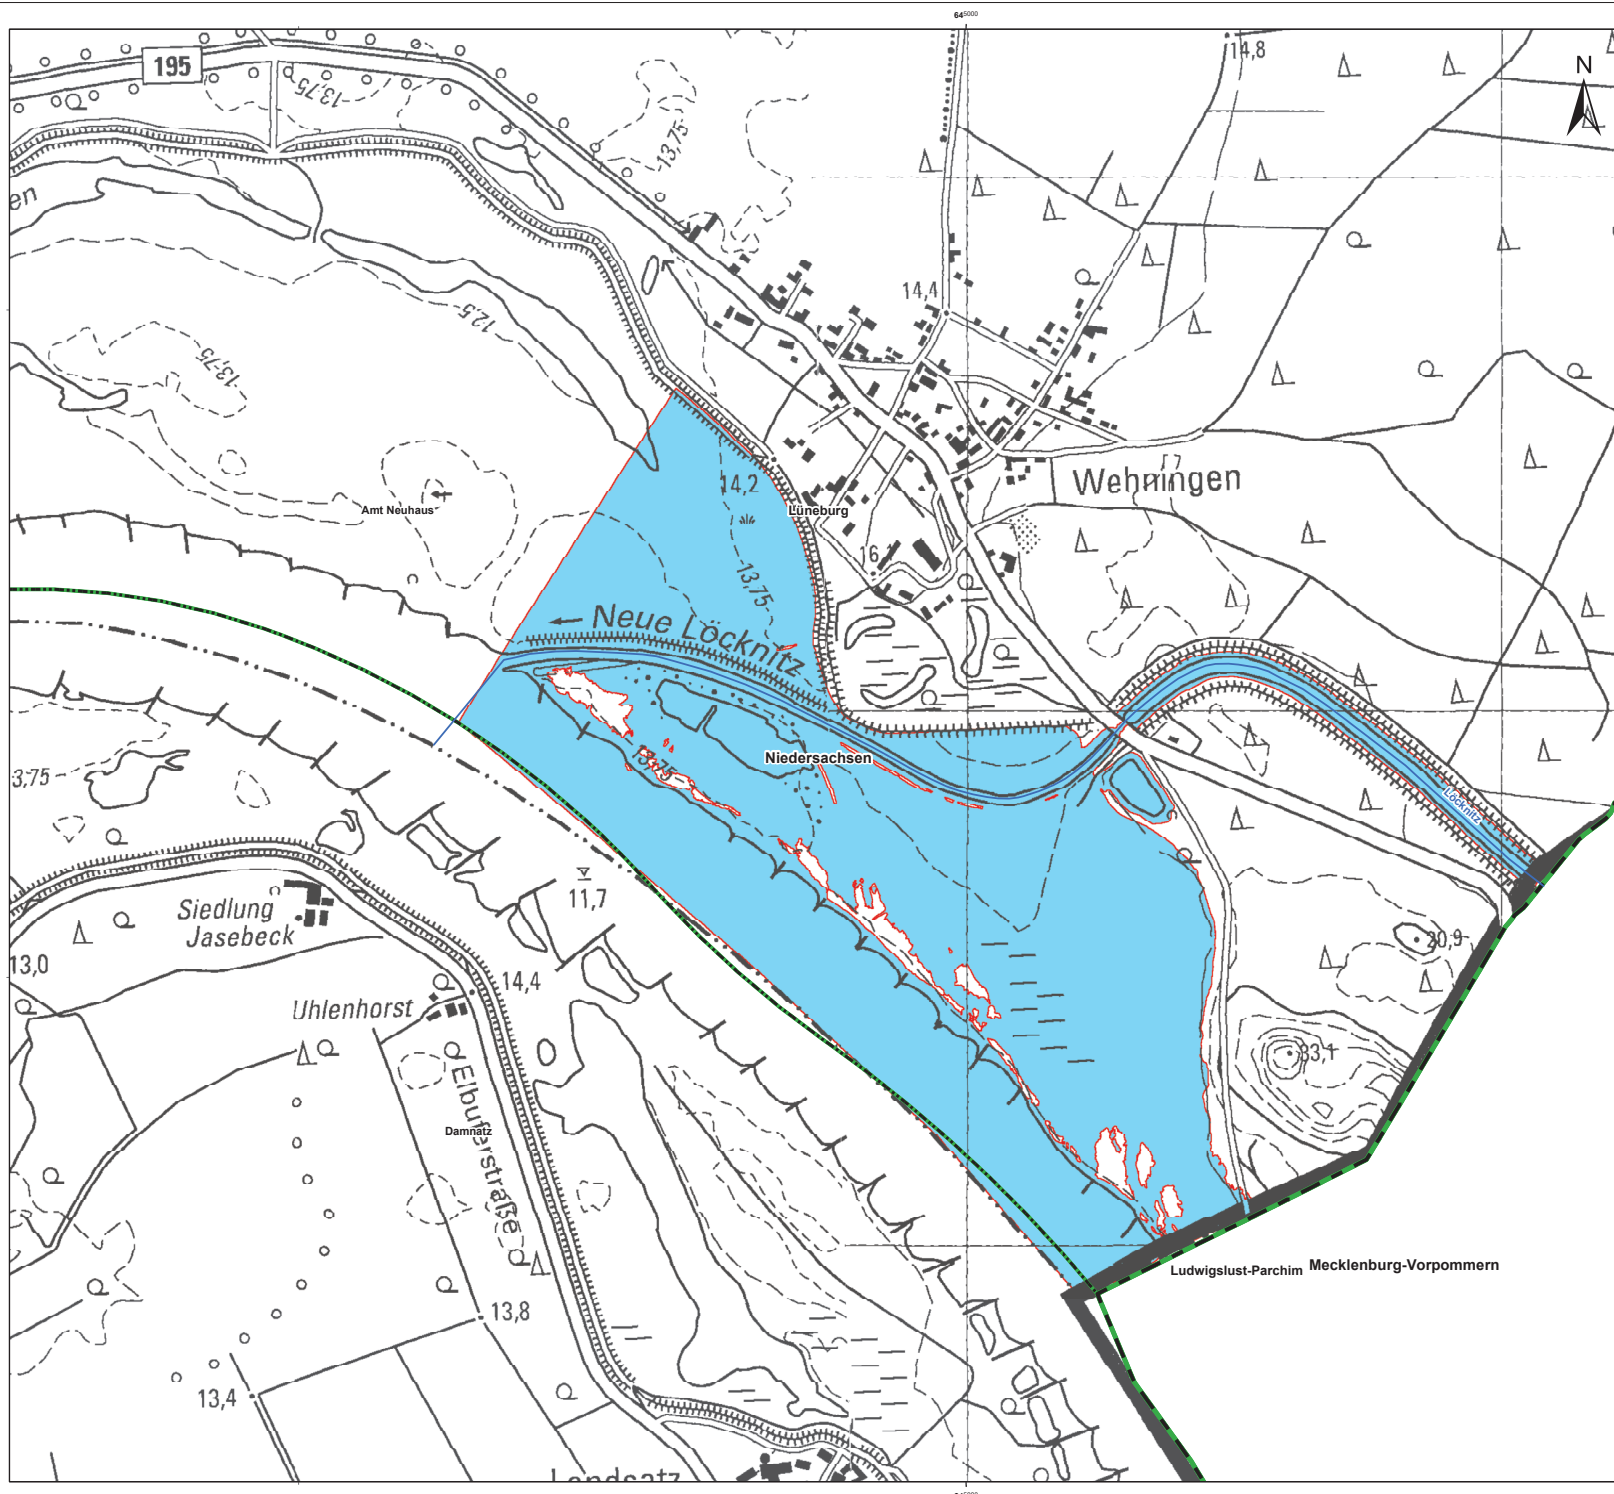 645000
195
14,8
N
13,75
13,75
en
14,4
12,5
13,75
Wehningen
14,2
Amt Neuhaus
Lüneburg
16,
13,75
Neue Löcknitz
Niedersachsen
13,75
3,75
Löcknitz
11,7
Siedlung
Jasebeck
20,9
13,0
14,4
Uhlenhorst
33,1
Elbuferstraße
Damnatz
Ludwigslust-Parchim
Mecklenburg-Vorpommern
13,8
13,4
Landsatz